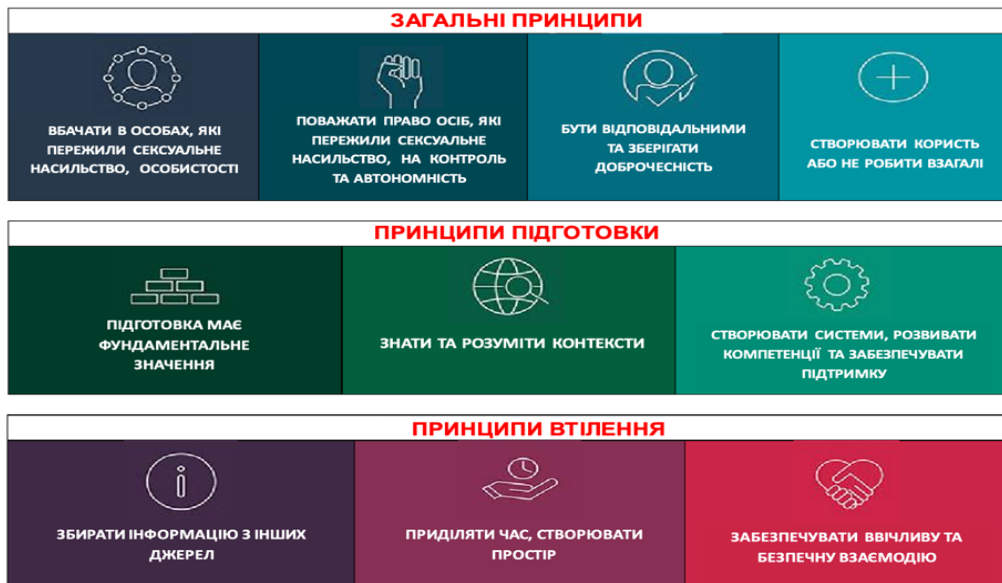 ЗАГАЛЬНІ ПРИНЦИПИ
ВБАЧАТИ В ОСОБАХ, ЯКІ
ПЕРЕЖИЛИ СЕКСУАЛЬНЕ
НАСИЛЬСТВО, ОСОБИСТОСТІ
ПОВАЖАТИ ПРАВО ОСІБ, ЯКІ
ПЕРЕЖИЛИ СЕКСУАЛЬНЕ
НАСИЛЬСТВО, НА КОНТРОЛЬ
ТА АВТОНОМНІСТЬ
БУТИ ВІДПОВІДАЛЬНИМИ
ТА ЗБЕРІГАТИ
ДОБРОЧЕСНІСТЬ
СТВОРЮВАТИ КОРИСТЬ
АБО НЕ РОБИТИ ВЗАГАЛІ
ПРИНЦИПИ ПІДГОТОВКИ
ПІДГОТОВКА МАЄ
ФУНДАМЕНТАЛЬНЕ
ЗНАЧЕННЯ
ЗНАТИ ТА РОЗУМІТИ КОНТЕКСТИ
СТВОРЮВАТИ СИСТЕМИ, РОЗВИВАТИ
КОМПЕТЕНЦІЇ ТА ЗАБЕЗПЕЧУВАТИ
ПІДТРИМКУ
ПРИНЦИПИ ВТІЛЕННЯ
ЗБИРАТИ ІНФОРМАЦІЮ З ІНШИХ
ДЖЕРЕЛ
ПРИДІЛЯТИ ЧАС, СТВОРЮВАТИ
ПРОСТІР
ЗАБЕЗПЕЧУВАТИ ВВІЧЛИВУ ТА
БЕЗПЕЧНУ ВЗАЄМОДІЮ